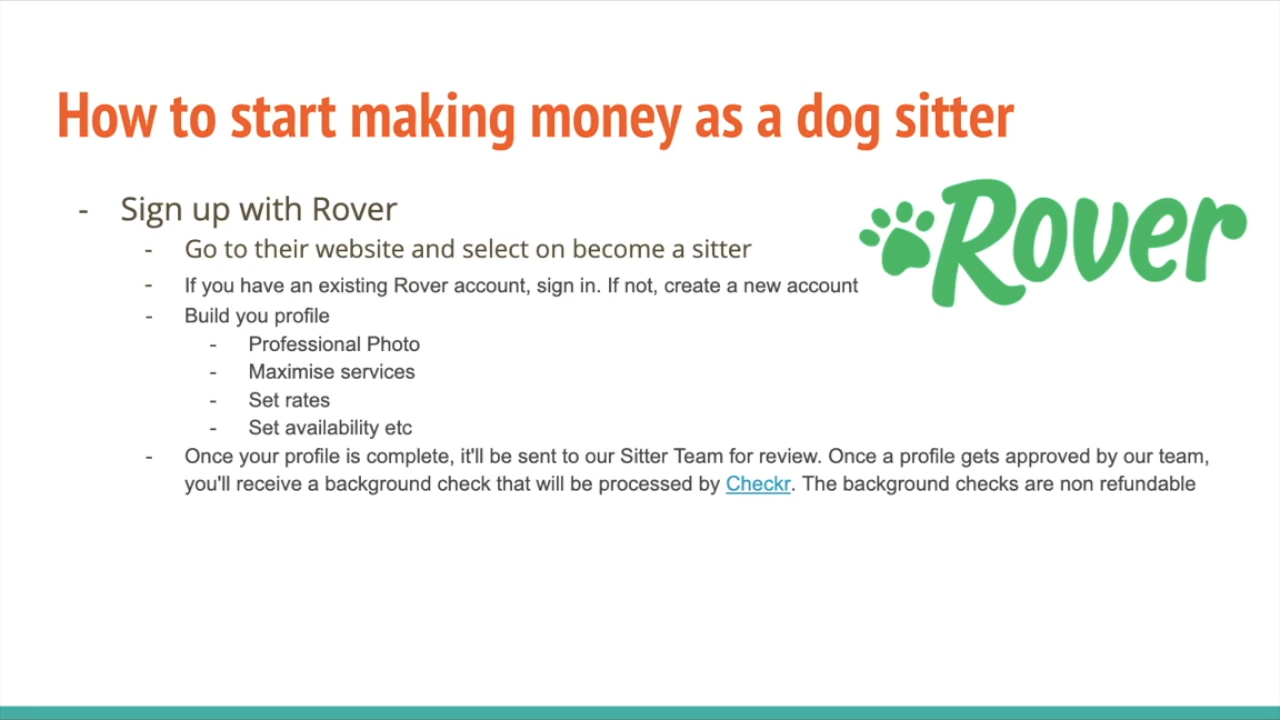 How to start making money as a dog sitter
- Sign up with Rover
- Go to their website and select on become a sitter
- If you have an existing Rover account, sign in. If not, create a new account
- Build you profile
- Professional Photo
- Maximise services
- Set rates
- Set availability etc
- Once your profile is complete, it'll be sent to our Sitter Team for review. Once a profile gets approved by our team,
you'll receive a background check that will be processed by Checkr. The background checks are non refundable
Rover